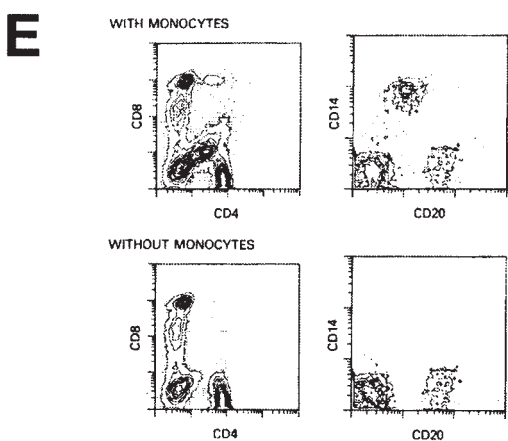 E
WITH MONOCYTES
CD8
CD4
CD14
CD20
WITHOUT MONOCYTES
CD8
CD4
CD14
CD20